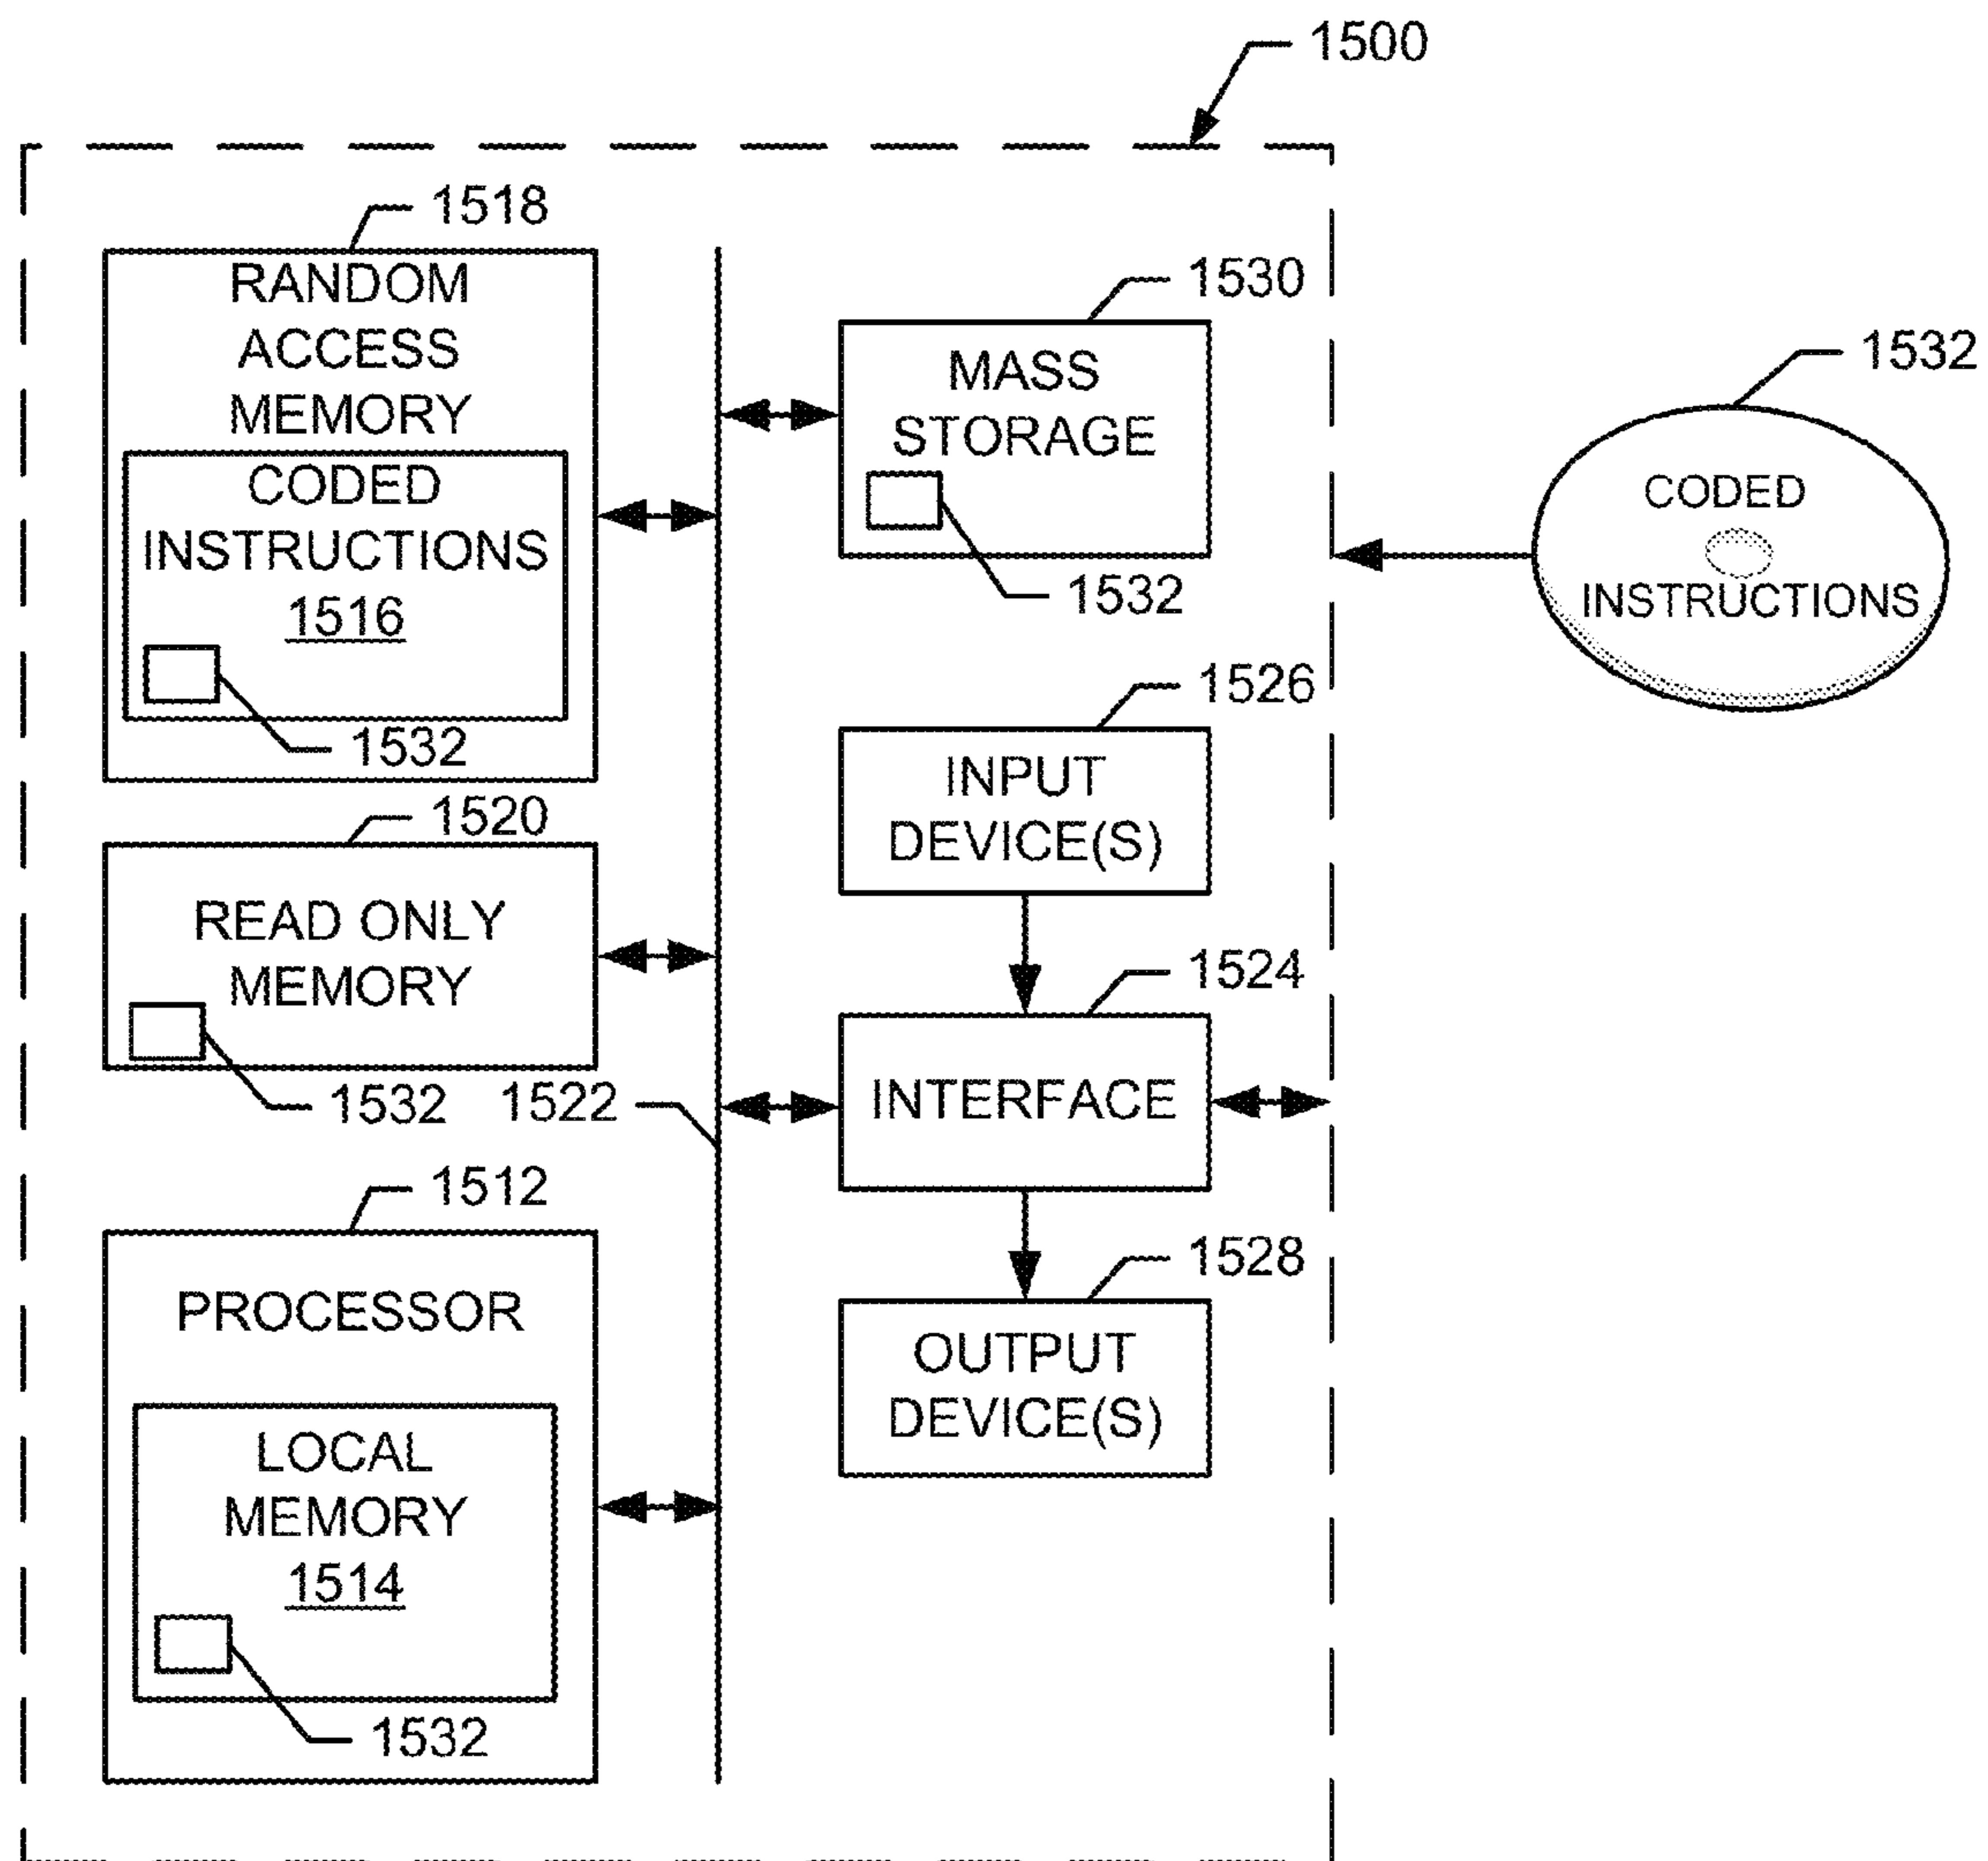 1500
1518
RANDOM
ACCESS
MEMORY
CODED
INSTRUCTIONS
1516
1532
1530
MASS
STORAGE
1532
1532
CODED
INSTRUCTIONS
1526
INPUT
DEVICE(S)
1520
READ ONLY
MEMORY
1532
1522
1524
INTERFACE
1512
PROCESSOR
LOCAL
MEMORY
1514
1532
1528
OUTPUT
DEVICE(S)